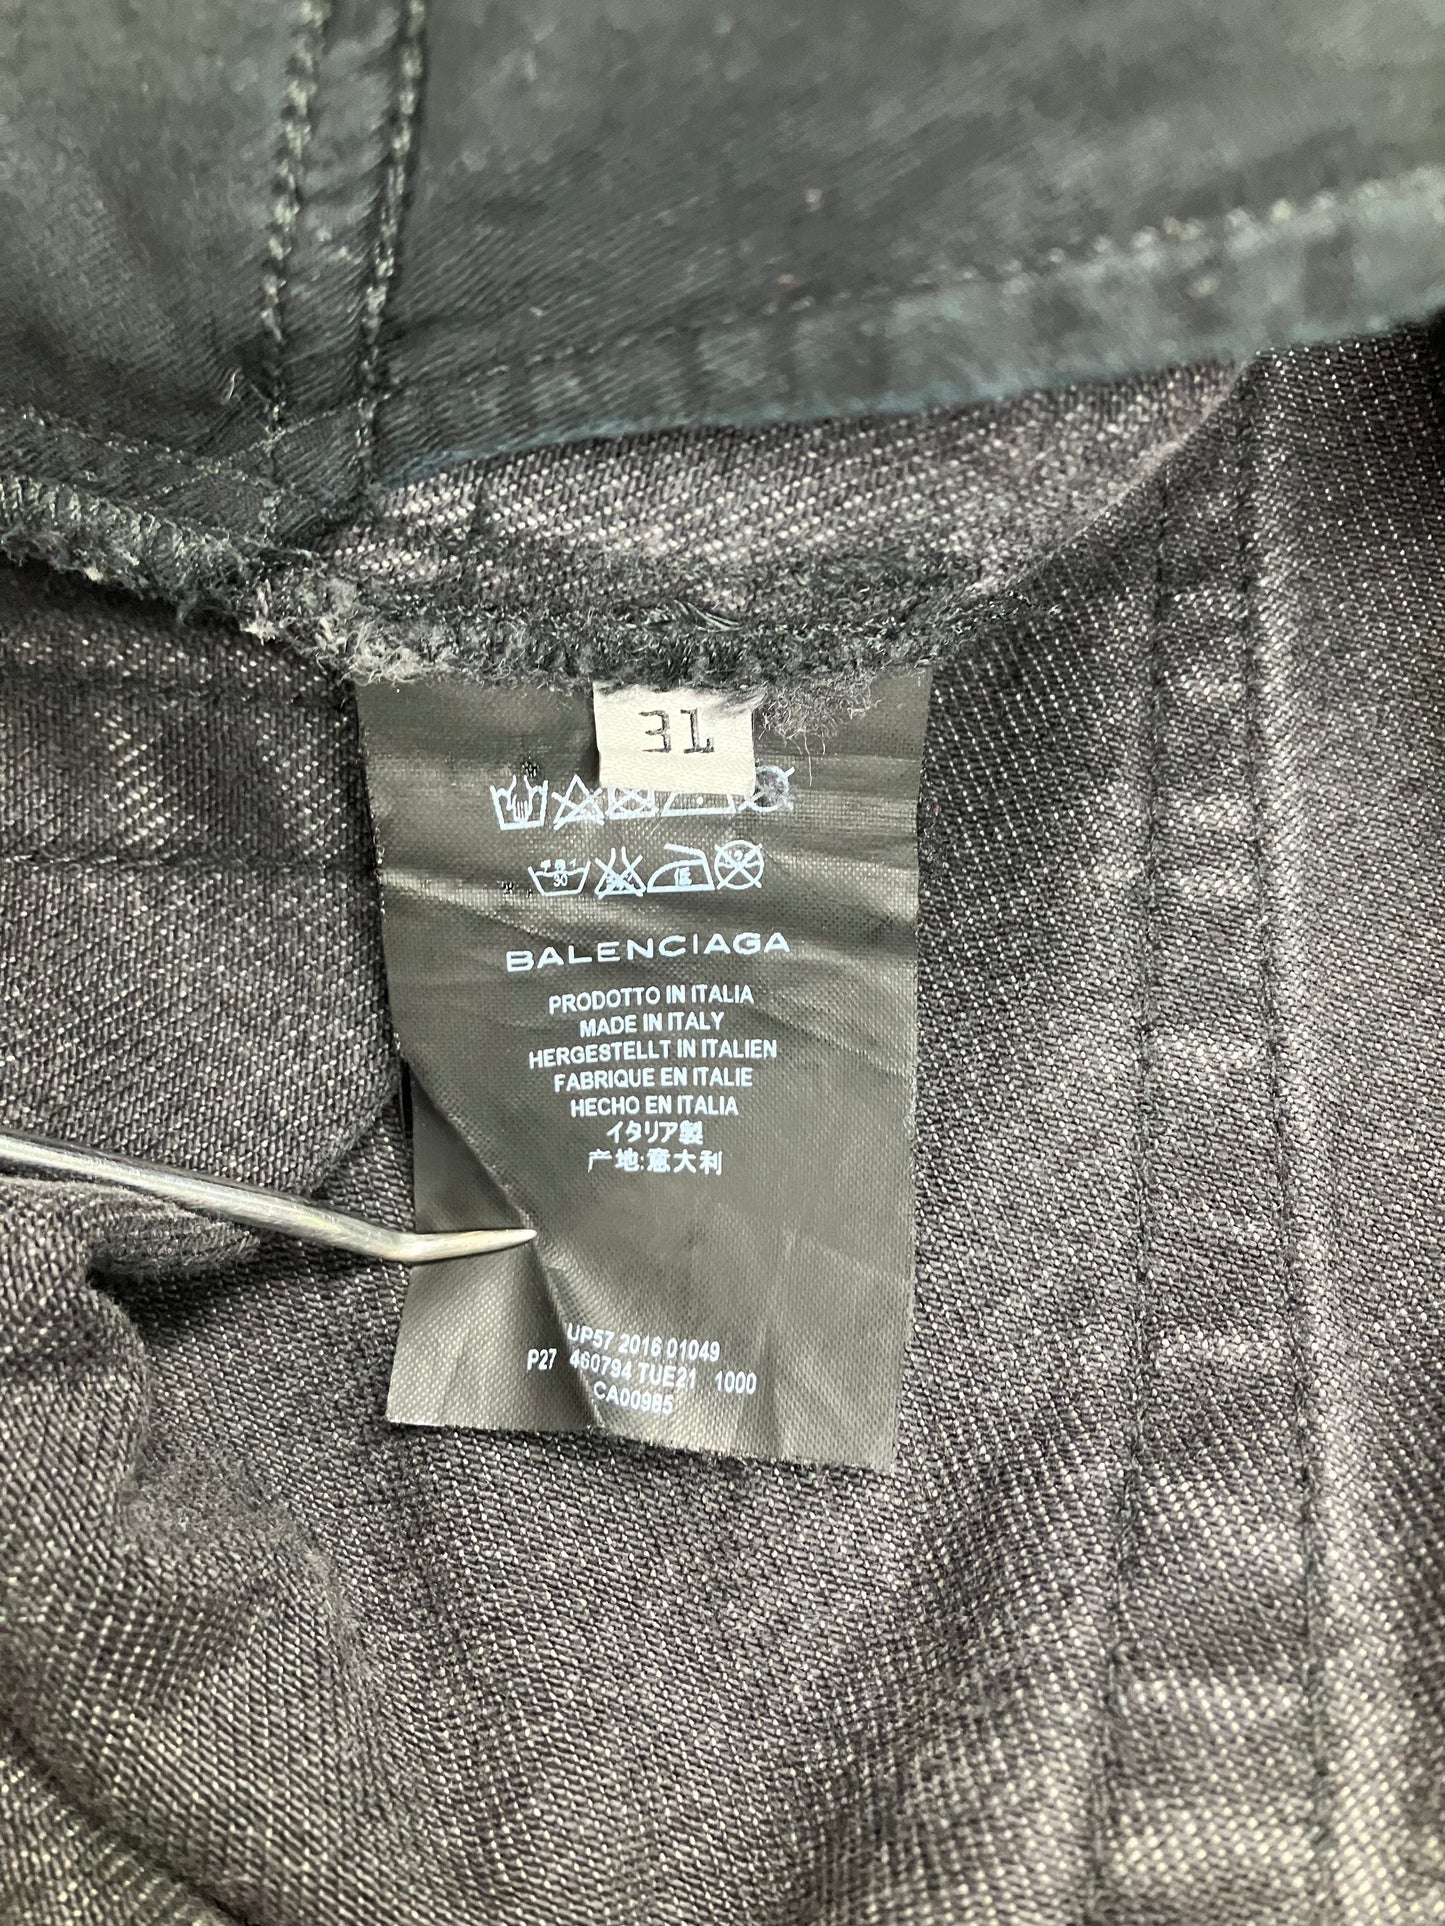 31
30
BALENCIAGA
PRODOTTO IN ITALIA
MADE IN ITALY
HERGESTELLT IN ITALIEN
FABRIQUE EN ITALIE
HECHO EN ITALIA
イタリア製
产地:意大利
UP57 2016 01049
P27 460794 TUE21 1000
CA00985